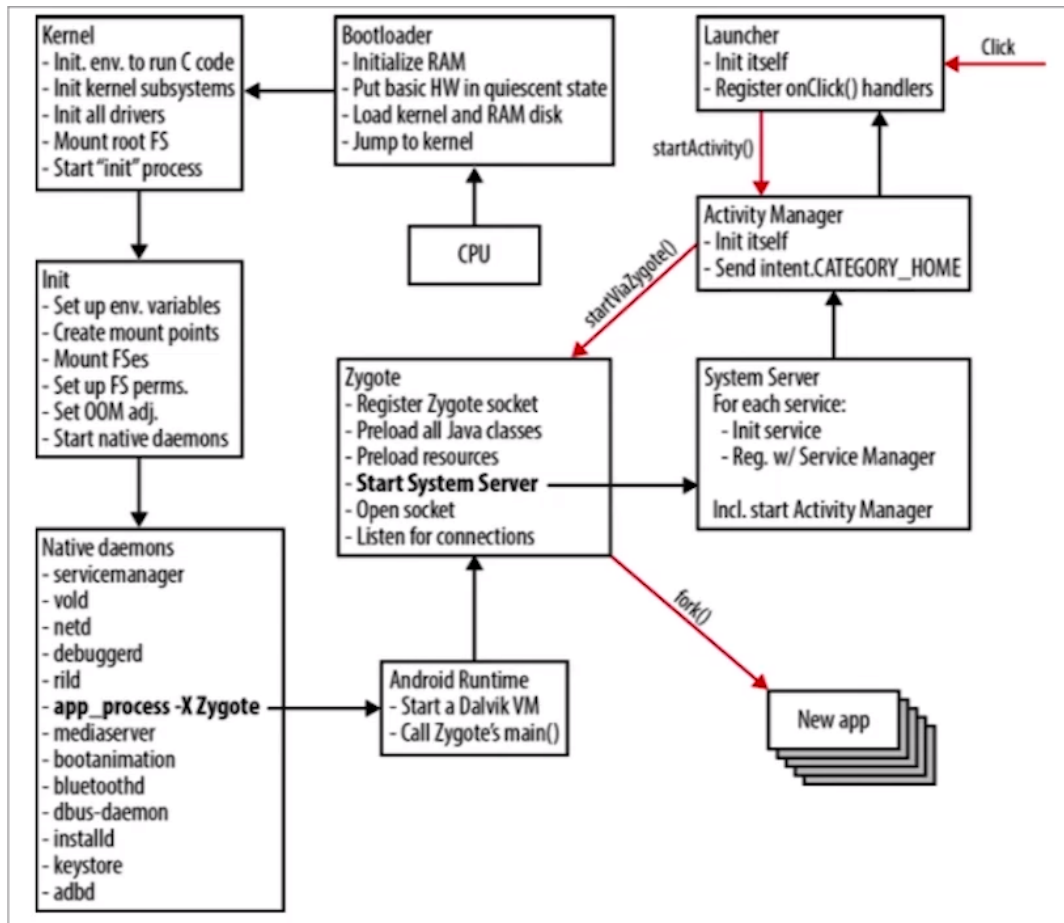 Kernel
- Init. env. to run C code
- Init kernel subsystems
- Init all drivers
- Mount root FS
- Start “init” process
Bootloader
- Initialize RAM
- Put basic HW in quiescent state
- Load kernel and RAM disk
- Jump to kernel
Launcher
- Init itself
- Register onClick() handlers
Click
startActivity()
CPU
Activity Manager
- Init itself
- Send intent.CATEGORY_HOME
startViaZygote()
Init
- Set up env. variables
- Create mount points
- Mount FSes
- Set up FS perms.
- Set OOM adj.
- Start native daemons
Zygote
- Register Zygote socket
- Preload all Java classes
- Preload resources
- Start System Server
- Open socket
- Listen for connections
System Server
For each service:
- Init service
- Reg. w/ Service Manager
Incl. start Activity Manager
Native daemons
- servicemanager
- vold
- netd
- debuggerd
- rild
- app_process -X Zygote
- mediaserver
- bootanimation
- bluetoothd
- dbus-daemon
- installd
- keystore
- adbd
Android Runtime
- Start a Dalvik VM
- Call Zygote’s main()
fork()
New app